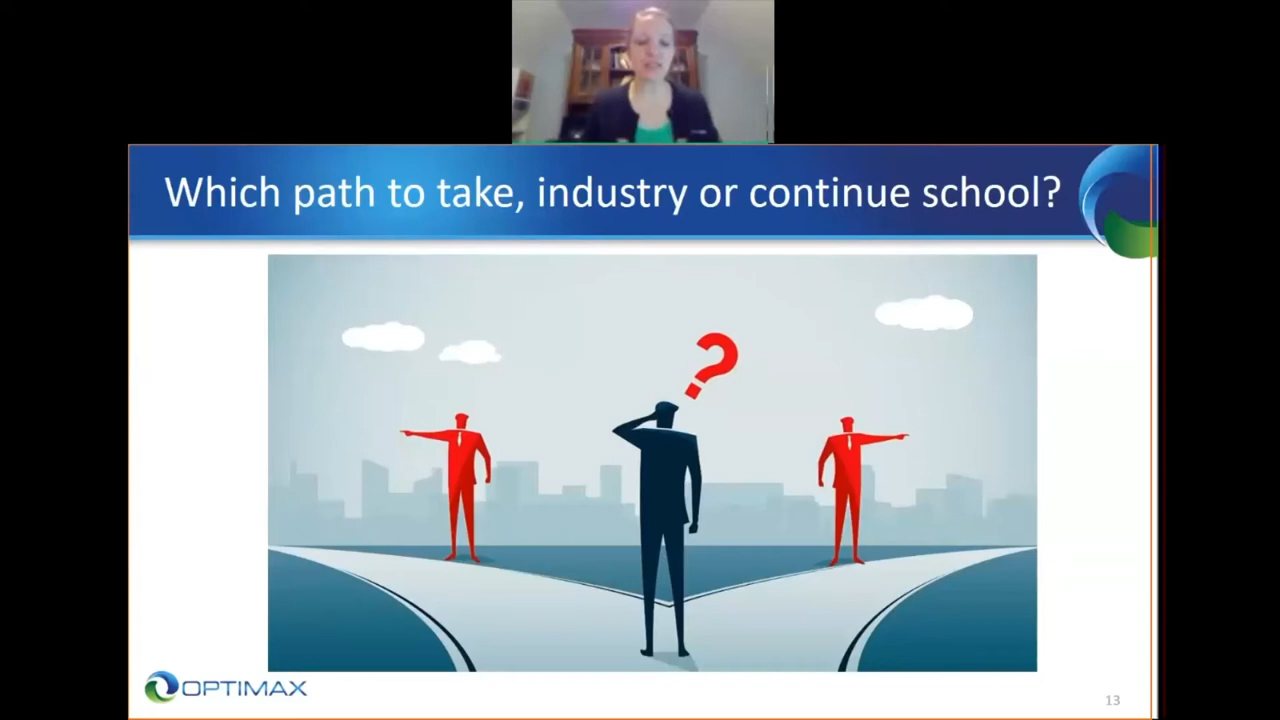 Which path to take, industry or continue school?
?
OPTIMAX
13